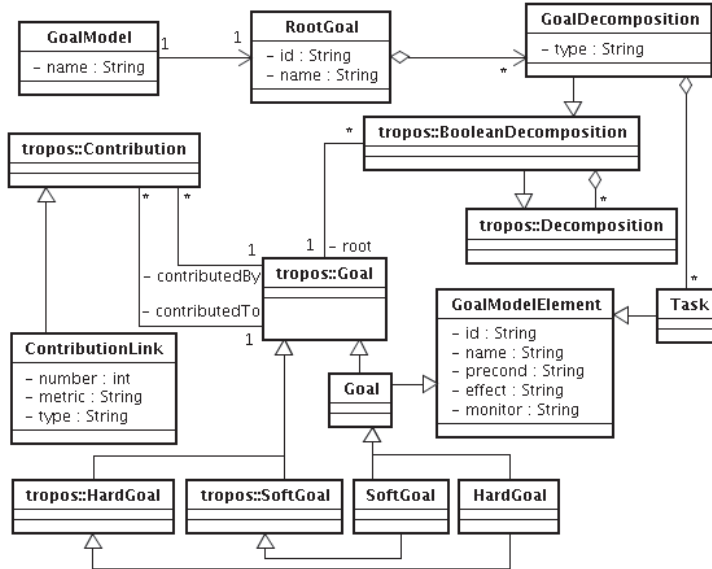 GoalModel
- name : String
1
1
RootGoal
- id : String
- name : String
*
GoalDecomposition
- type : String
tropos::Contribution
*
*
*
tropos::BooleanDecomposition
*
tropos::Decomposition
1
- contributedBy
- contributedTo
1
1
- root
tropos::Goal
*
GoalModelElement
- id : String
- name : String
- precond : String
- effect : String
- monitor : String
Task
ContributionLink
- number : int
- metric : String
- type : String
Goal
tropos::HardGoal
tropos::SoftGoal
SoftGoal
HardGoal